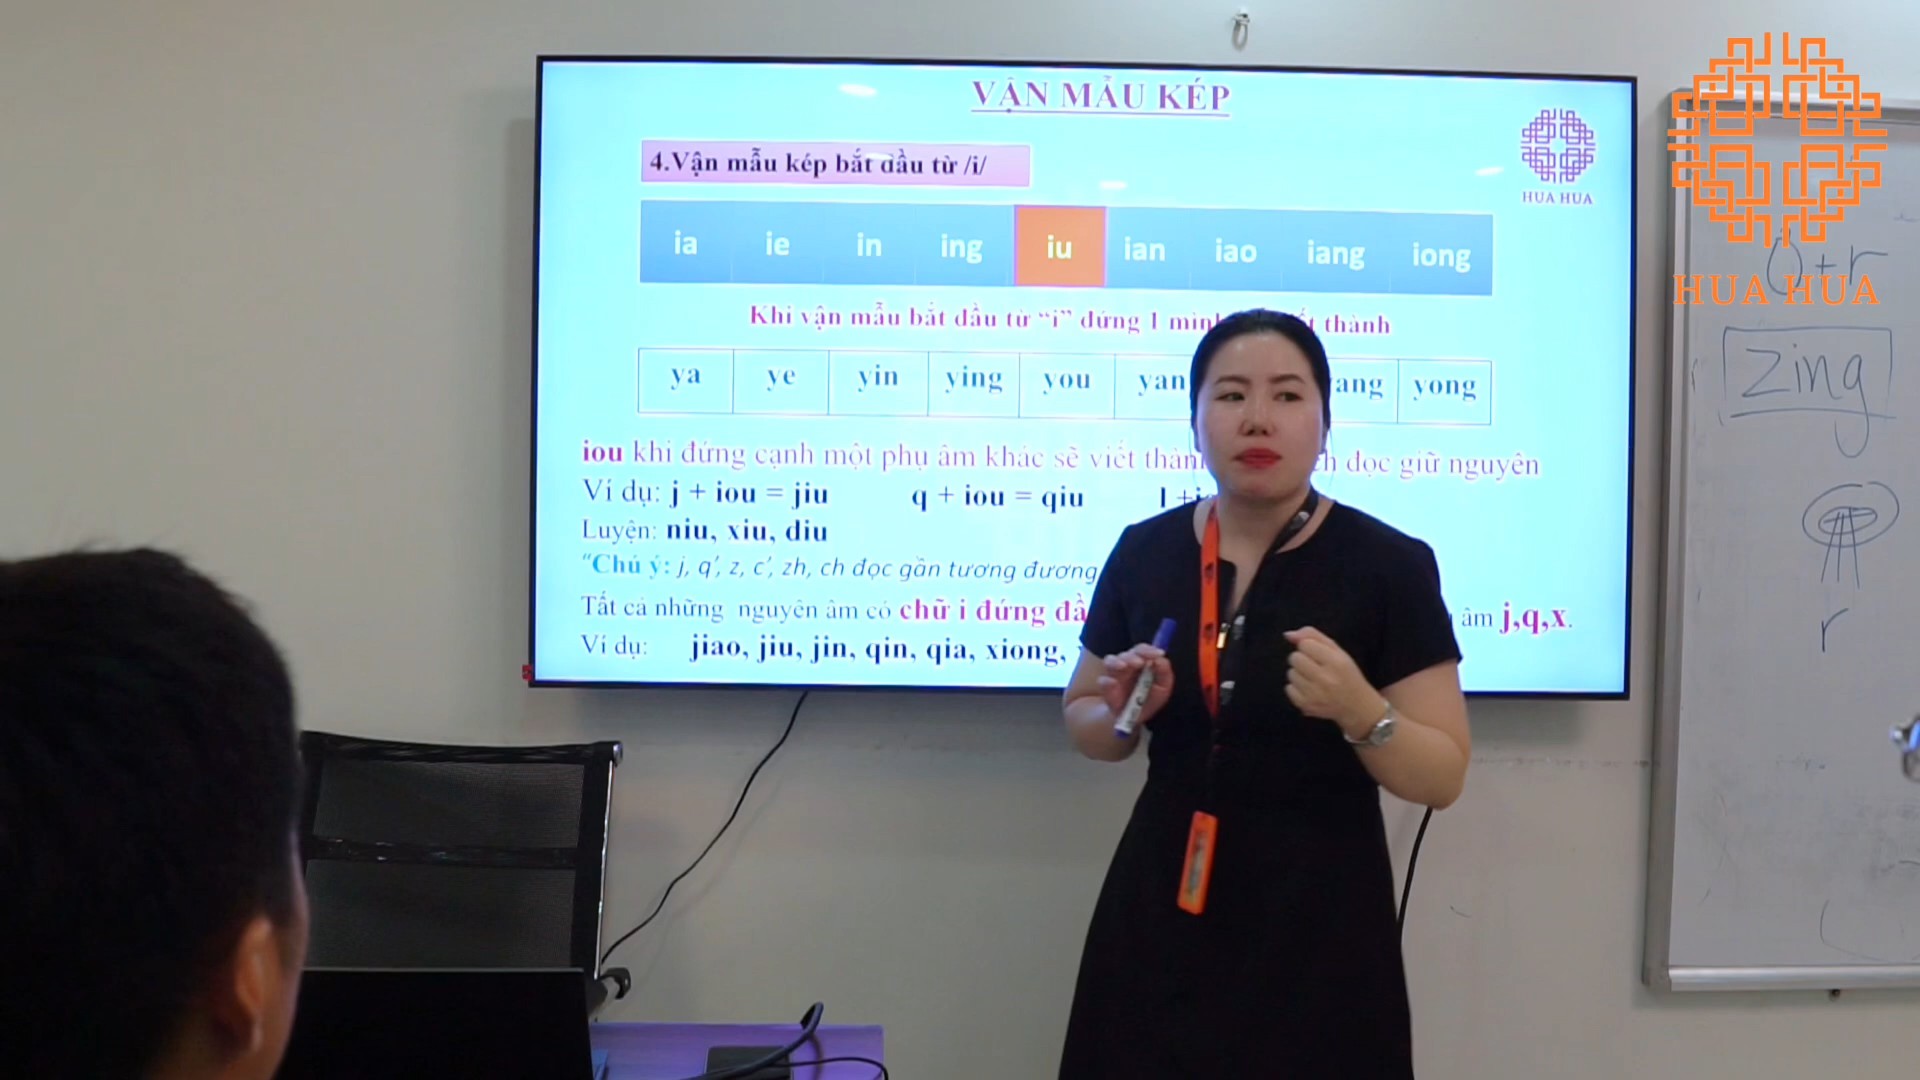 VẬN MẪU KÉP
HUA HUA
4.Vận mẫu kép bắt đầu từ /i/
HUA HUA
ia ie in ing iu ian iao iang iong
Khi vận mẫu bắt đầu từ “i” đứng 1 mình thành
ya ye yin ying you yan yong
iou khi đứng cạnh một phụ âm khác sẽ viết thành đọc giữ nguyên
Ví dụ: j + iou = jiu q + iou = qiu l +
Luyện: niu, xiu, diu
“Chú ý: j, q’, z, c’, zh, ch đọc gần tương đương
Tất cả những nguyên âm có chữ i đứng âm j,q,x.
Ví dụ: jiao, jiu, jin, qin, qia, xiong,
+r
zing
r